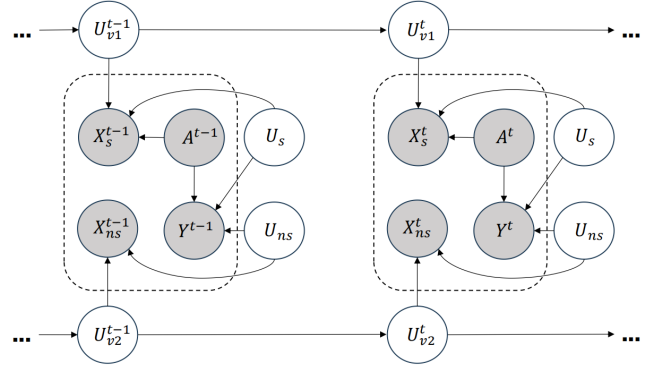 ... U_{v1}^{t-1} U_{v1}^{t} ...
X_s^{t-1} A^{t-1} U_s X_s^{t} A^{t} U_s
X_{ns}^{t-1} Y^{t-1} U_{ns} X_{ns}^{t} Y^{t} U_{ns}
... U_{v2}^{t-1} U_{v2}^{t} ...